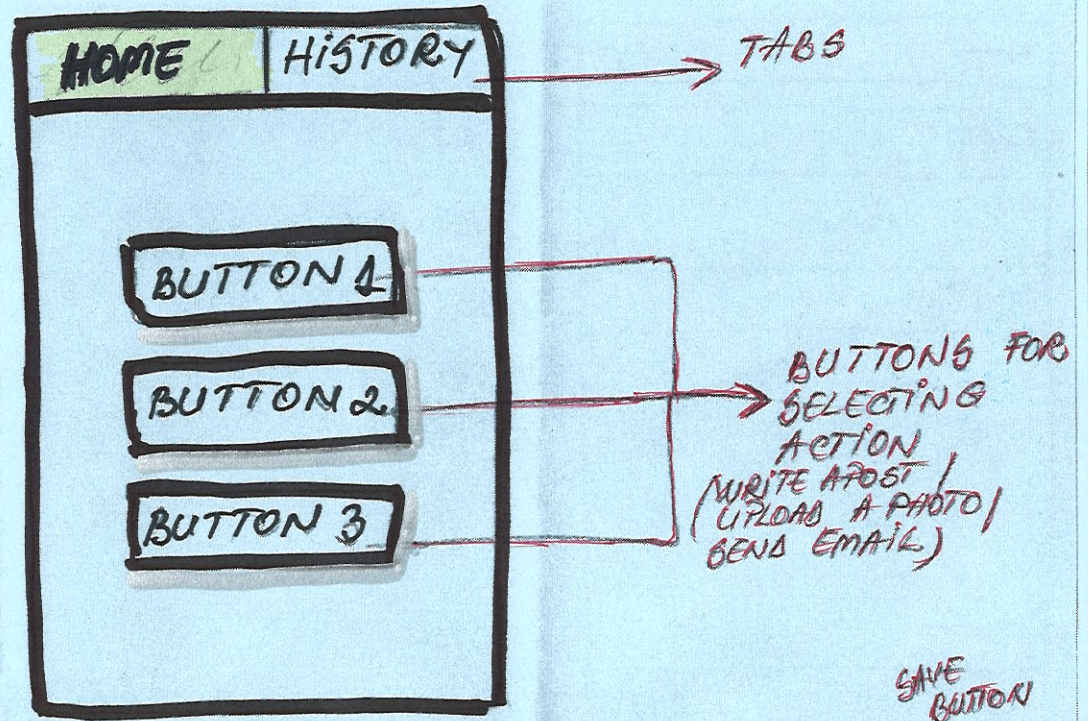 HOME
HISTORY
TABS
BUTTON 1
BUTTON 2
BUTTON 3
BUTTONS FOR
SELECTING
ACTION
(WRITE A POST /
UPLOAD A PHOTO /
SEND EMAIL)
SAVE
BUTTON